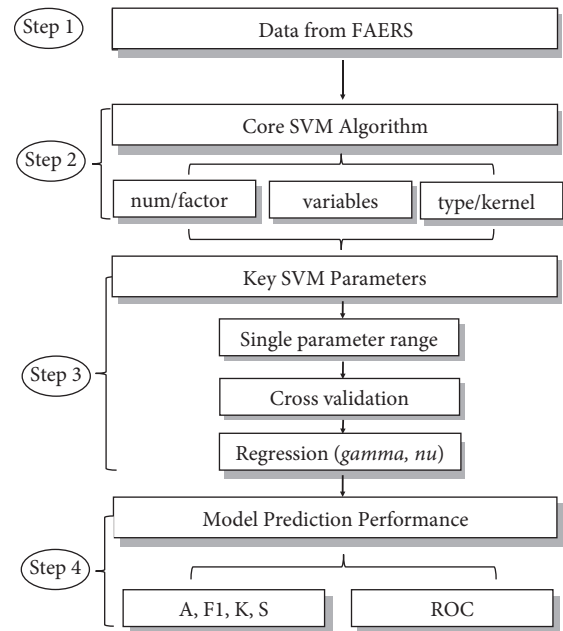 Step 1
Data from FAERS
Step 2
Core SVM Algorithm
num/factor
variables
type/kernel
Step 3
Key SVM Parameters
Single parameter range
Cross validation
Regression (gamma, nu)
Step 4
Model Prediction Performance
A, F1, K, S
ROC